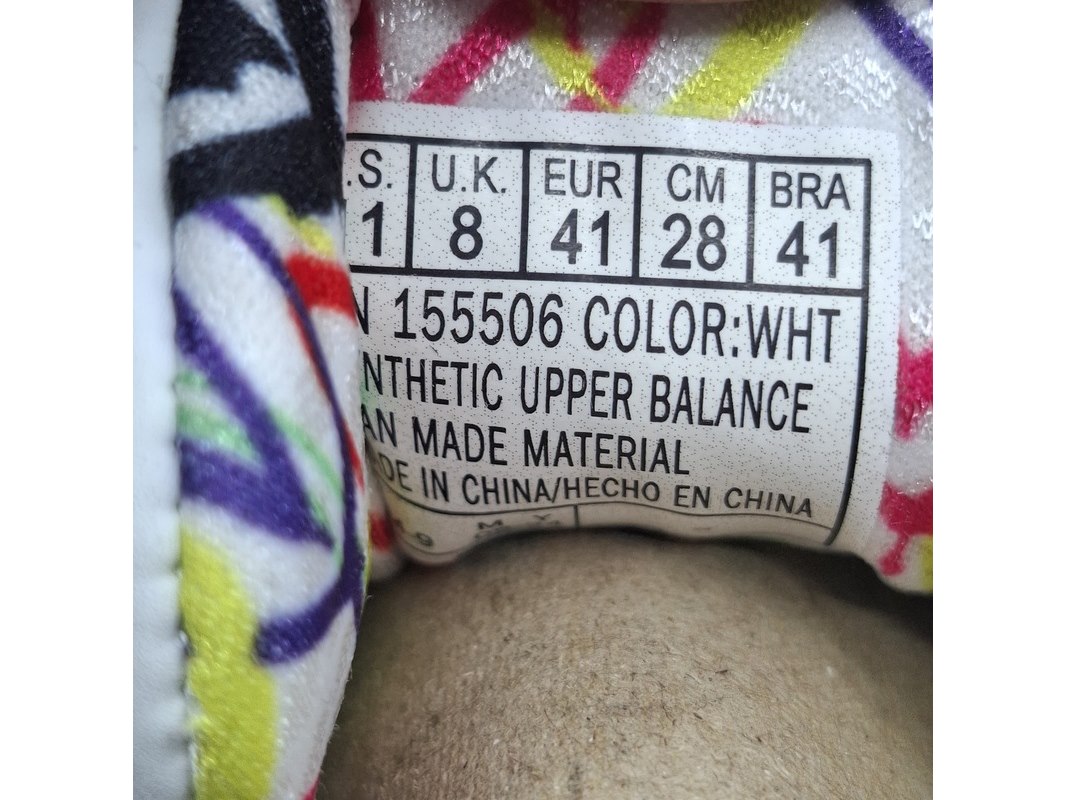 .S. U.K. EUR CM BRA
1 8 41 28 41
N 155506 COLOR:WHT
NTHETIC UPPER BALANCE
AN MADE MATERIAL
DE IN CHINA/HECHO EN CHINA
M Y